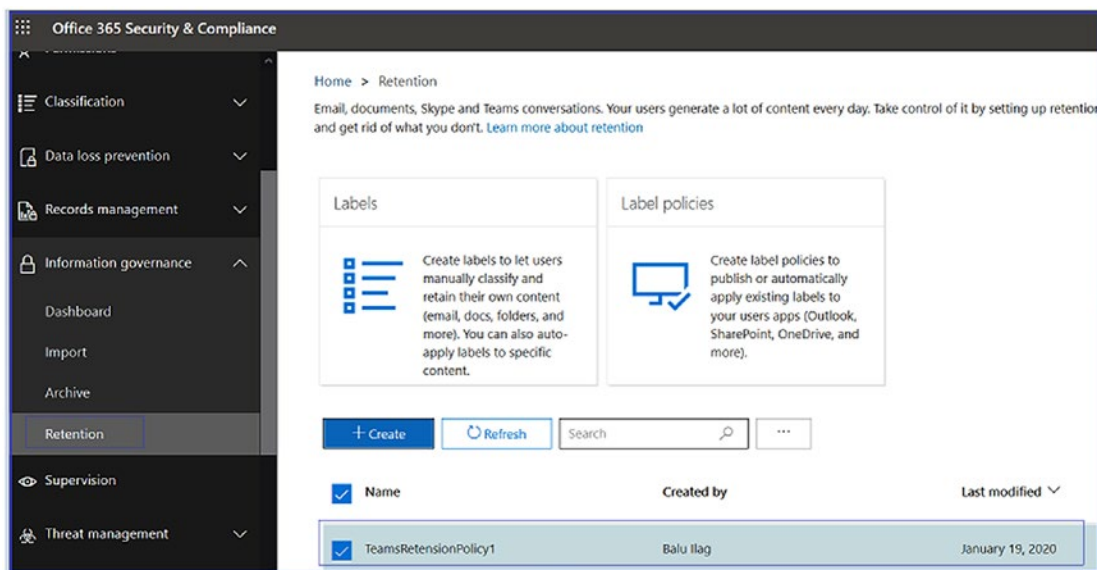 Office 365 Security & Compliance
Classification
Data loss prevention
Records management
Information governance
Dashboard
Import
Archive
Retention
Supervision
Threat management
Home > Retention
Email, documents, Skype and Teams conversations. Your users generate a lot of content every day. Take control of it by setting up retention
and get rid of what you don't. Learn more about retention
Labels
Create labels to let users
manually classify and
retain their own content
(email, docs, folders, and
more). You can also auto-
apply labels to specific
content.
Label policies
Create label policies to
publish or automatically
apply existing labels to
your users apps (Outlook,
SharePoint, OneDrive, and
more).
+ Create
Refresh
Search
...
Name Created by Last modified
TeamsRetensionPolicy1 Balu Ilag January 19, 2020